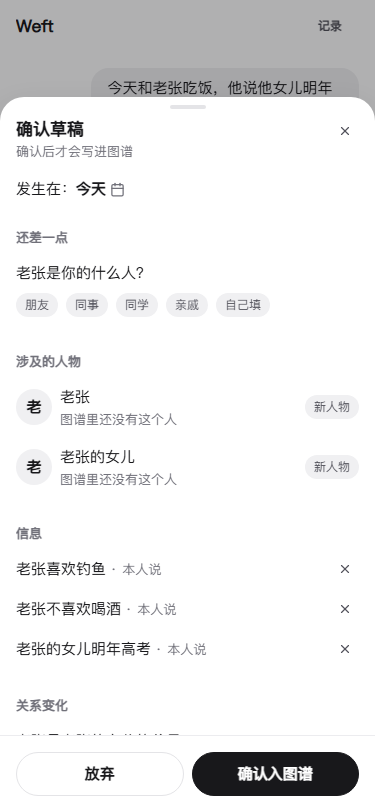 Weft
记录
今天和老张吃饭，他说他女儿明年
确认草稿
确认后才会写进图谱
发生在：今天
还差一点
老张是你的什么人？
朋友 同事 同学 亲戚 自己填
涉及的人物
老 老张
图谱里还没有这个人
新人物
老 老张的女儿
图谱里还没有这个人
新人物
信息
老张喜欢钓鱼 · 本人说
老张不喜欢喝酒 · 本人说
老张的女儿明年高考 · 本人说
关系变化
放弃
确认入图谱